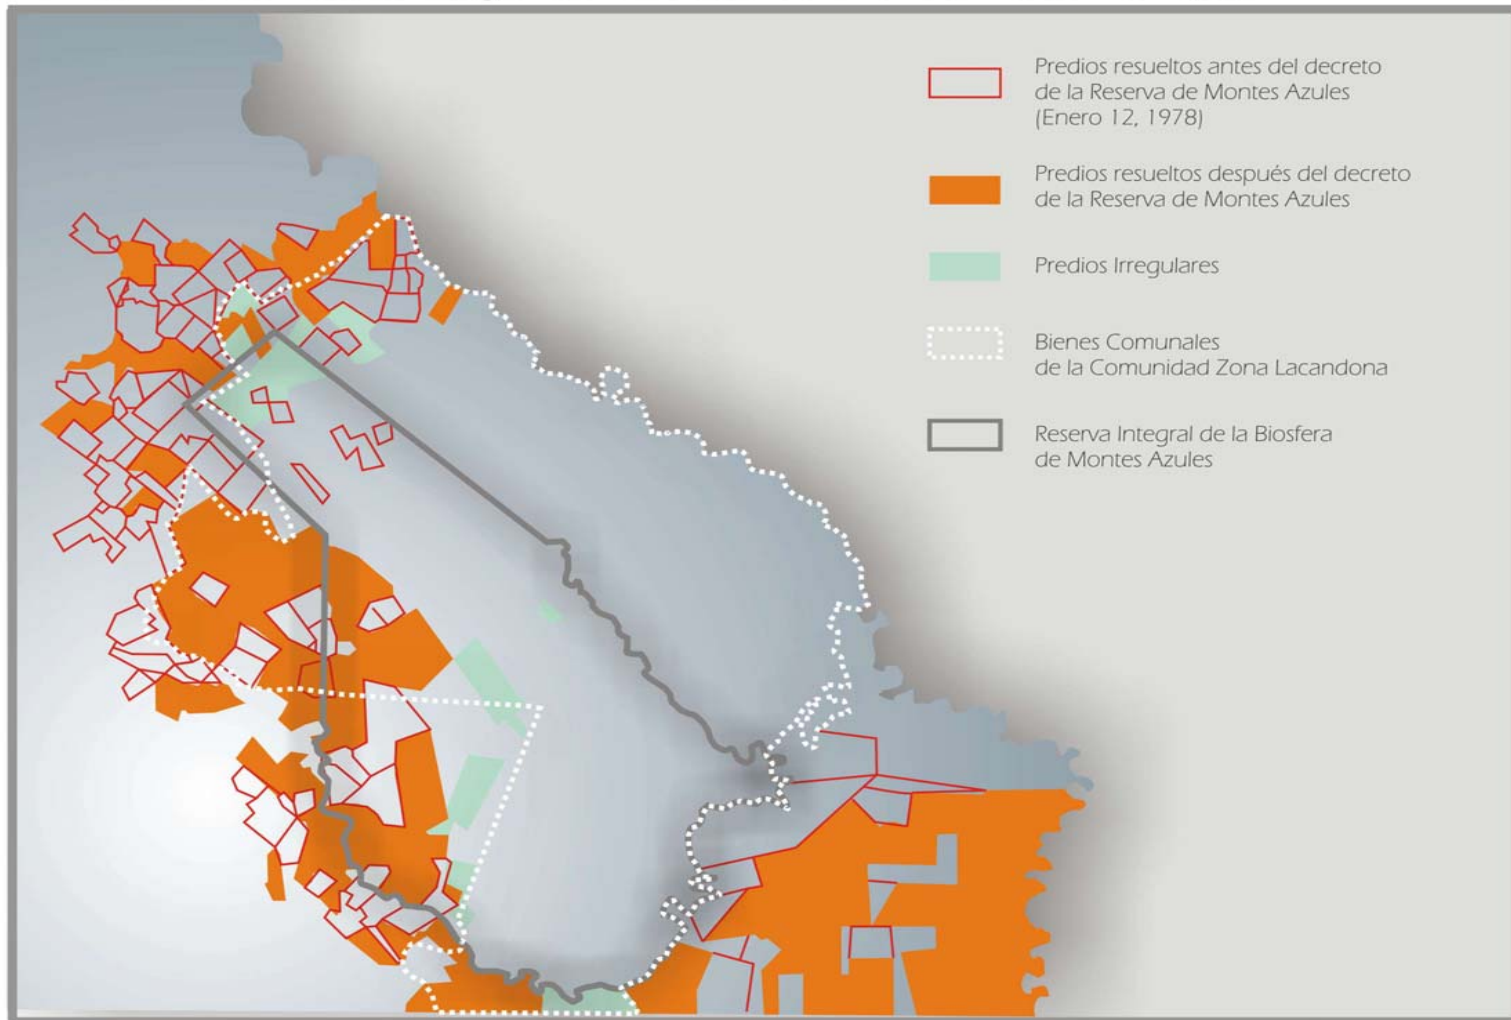 Predios resueltos antes del decreto
de la Reserva de Montes Azules
(Enero 12, 1978)
Predios resueltos después del decreto
de la Reserva de Montes Azules
Predios Irregulares
Bienes Comunales
de la Comunidad Zona Lacandona
Reserva Integral de la Biosfera
de Montes Azules